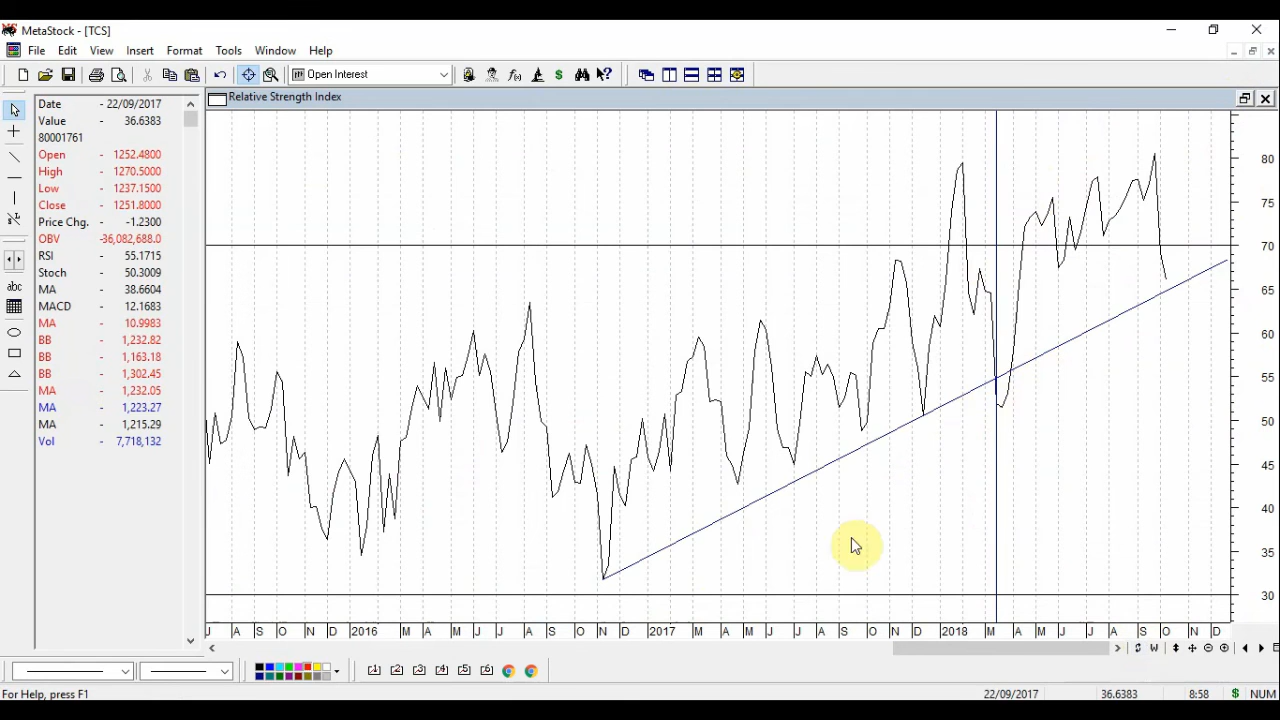 MetaStock - [TCS]
File Edit View Insert Format Tools Window Help
Open Interest
Relative Strength Index
Date - 22/09/2017
Value - 36.6383
80001761
Open - 1252.4800
High - 1270.5000
Low - 1237.1500
Close - 1251.8000
Price Chg. - -1.2300
OBV -36,082,688.0
RSI 55.1715
Stoch - 50.3009
MA - 38.6604
MACD - 12.1683
MA - 10.9983
BB - 1,232.82
BB - 1,163.18
BB - 1,302.45
MA - 1,232.05
MA - 1,223.27
MA - 1,215.29
Vol - 7,718,132
abc
80
75
70
65
60
55
50
45
40
35
30
J A S O N D 2016 M A M J J A S O N D 2017 M A M J J A S O N D 2018 M A M J J A S O N D
1 2 3 4 5 6
For Help, press F1
22/09/2017 36.6383 8:58 $ NUM